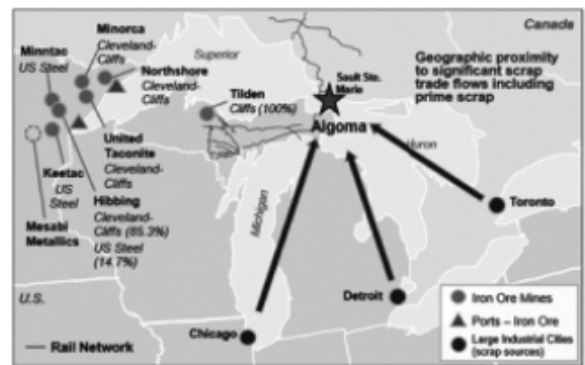 Canada
Minorca
Cleveland-
Cliffs
Minntac
US Steel
Northshore
Cleveland-
Cliffs
Superior
Tilden
Cliffs (100%)
Sault Ste.
Marie
Algoma
Geographic proximity
to significant scrap
trade flows including
prime scrap
United
Taconite
Cleveland-
Cliffs
Keetac
US
Steel
Hibbing
Cleveland-
Cliffs (85.3%)
US Steel
(14.7%)
Mesabi
Metallics
Huron
Michigan
Toronto
Detroit
Chicago
U.S.
Rail Network
Iron Ore Mines
Ports – Iron Ore
Large Industrial Cities
(scrap sources)